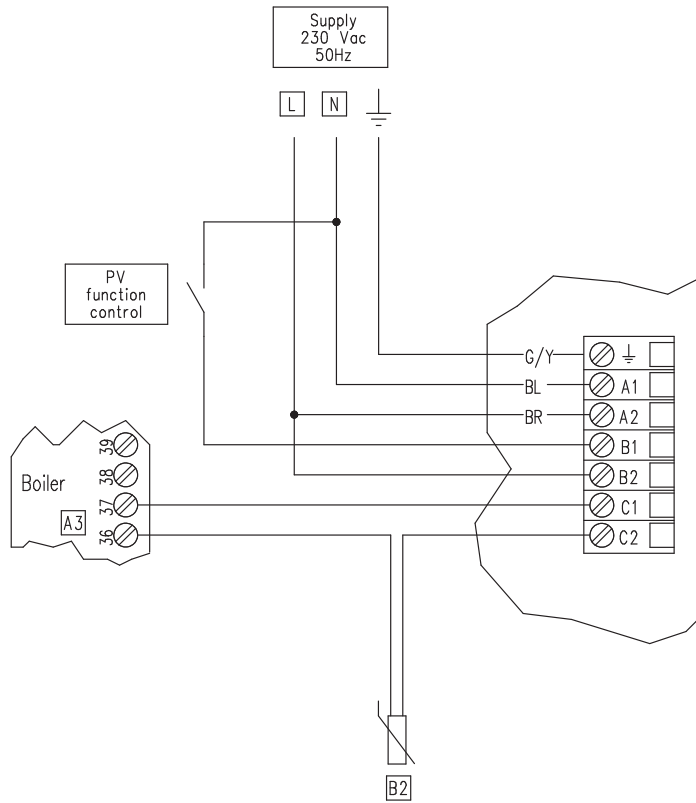 Supply
230 Vac
50Hz
L
N
PV
function
control
G/Y
BL
A1
BR
A2
B1
B2
C1
C2
Boiler
A3
39
38
37
36
B2